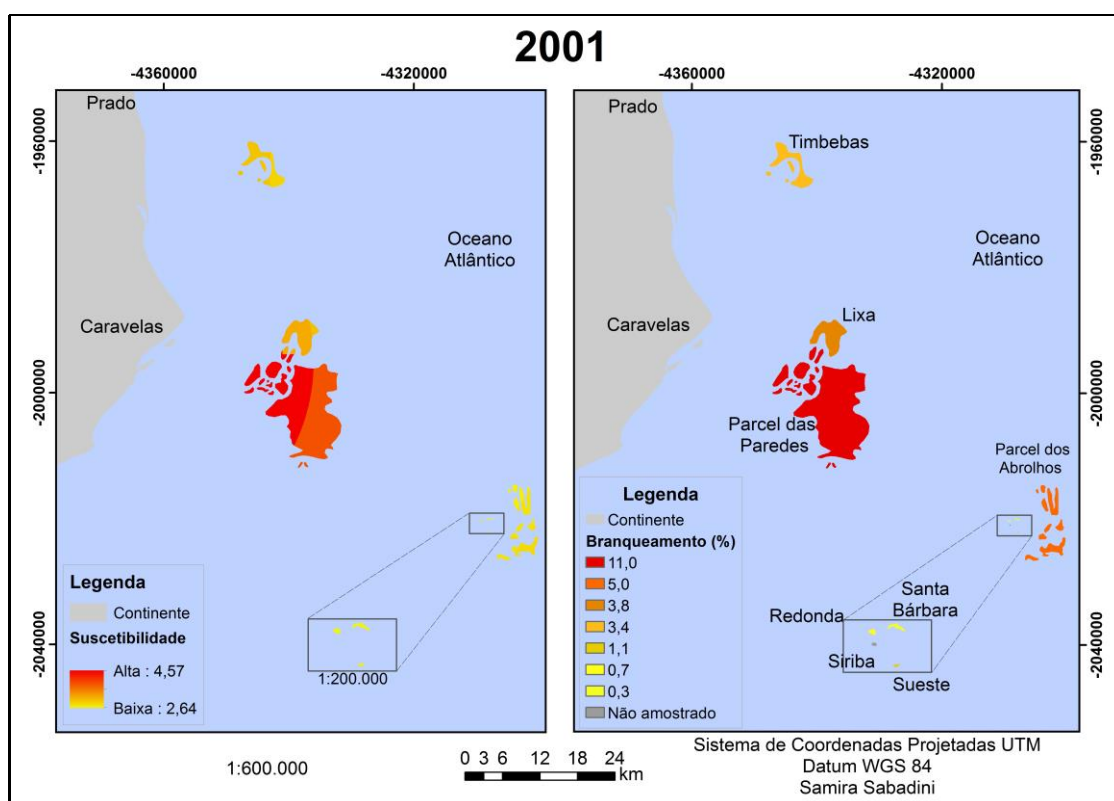 2001
-4360000
-4320000
Prado
Oceano
Atlântico
Caravelas
Legenda
Continente
Suscetibilidade
Alta : 4,57
Baixa : 2,64
1:200.000
-4360000
-4320000
Prado
Timbebas
-1960000
-1960000
Oceano
Atlântico
Caravelas
Lixa
-2000000
-2000000
Parcel das
Paredes
Parcel dos
Abrolhos
Legenda
Continente
Branqueamento (%)
11,0
5,0
3,8
3,4
1,1
0,7
0,3
Não amostrado
Redonda
Santa
Bárbara
Siriba
Sueste
-2040000
-2040000
1:600.000
0 3 6 12 18 24
km
Sistema de Coordenadas Projetadas UTM
Datum WGS 84
Samira Sabadini